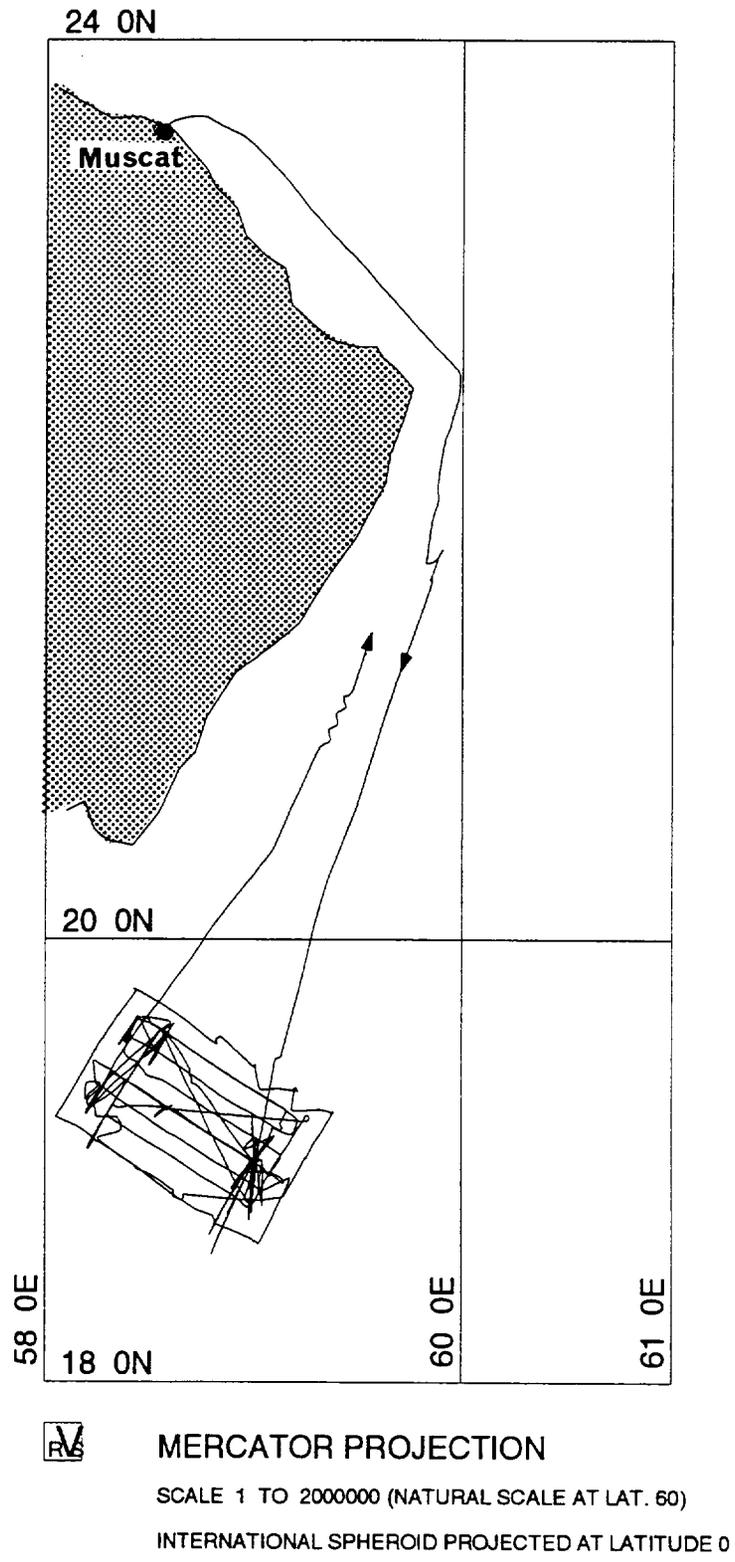 24 0N
Muscat
20 0N
58 0E
60 0E
61 0E
18 0N
RVS
MERCATOR PROJECTION
SCALE 1 TO 2000000 (NATURAL SCALE AT LAT. 60)
INTERNATIONAL SPHEROID PROJECTED AT LATITUDE 0